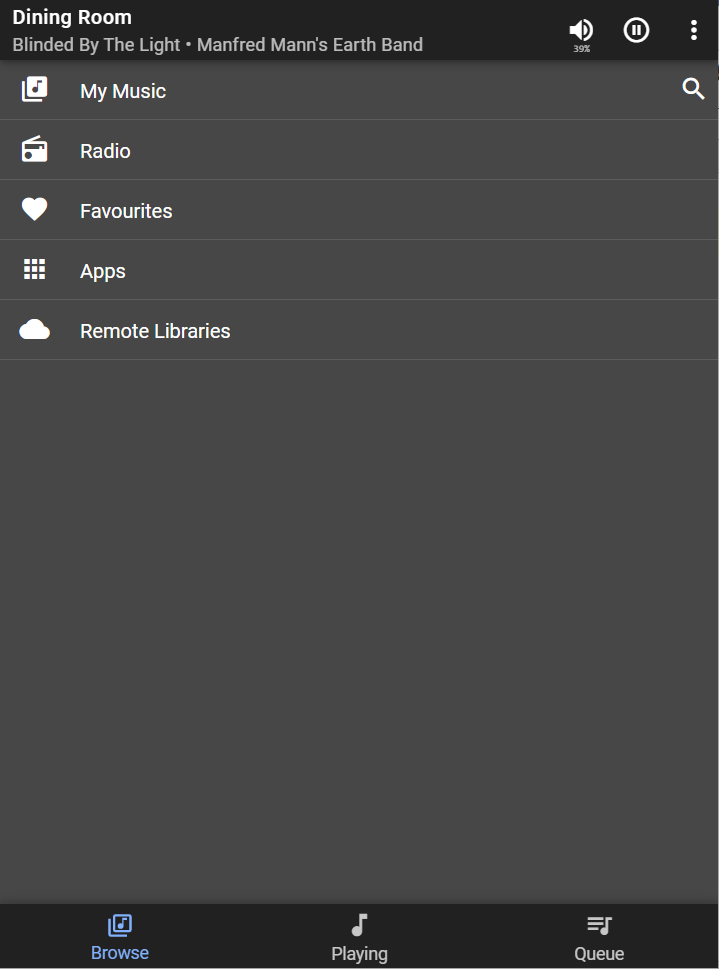 Dining Room
Blinded By The Light • Manfred Mann's Earth Band
39%
My Music
Radio
Favourites
Apps
Remote Libraries
Browse
Playing
Queue